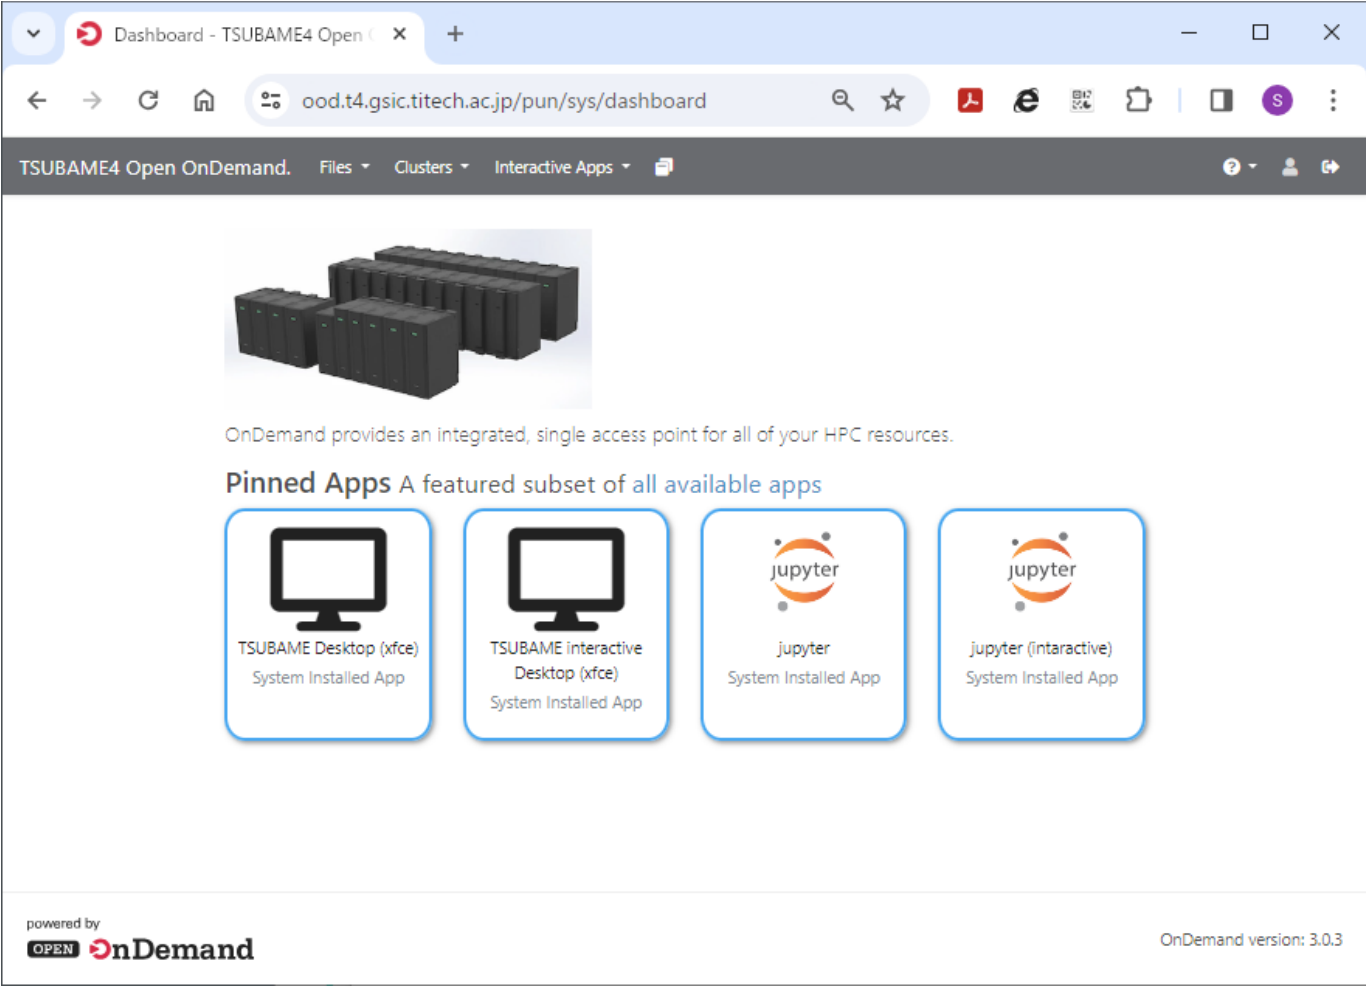 Dashboard - TSUBAME4 Open
ood.t4.gsic.titech.ac.jp/pun/sys/dashboard
S
TSUBAME4 Open OnDemand. Files Clusters Interactive Apps
OnDemand provides an integrated, single access point for all of your HPC resources.
Pinned Apps A featured subset of all available apps
TSUBAME Desktop (xfce)
System Installed App
TSUBAME interactive
Desktop (xfce)
System Installed App
jupyter
jupyter
System Installed App
jupyter
jupyter (intaractive)
System Installed App
powered by
OPEN OnDemand
OnDemand version: 3.0.3